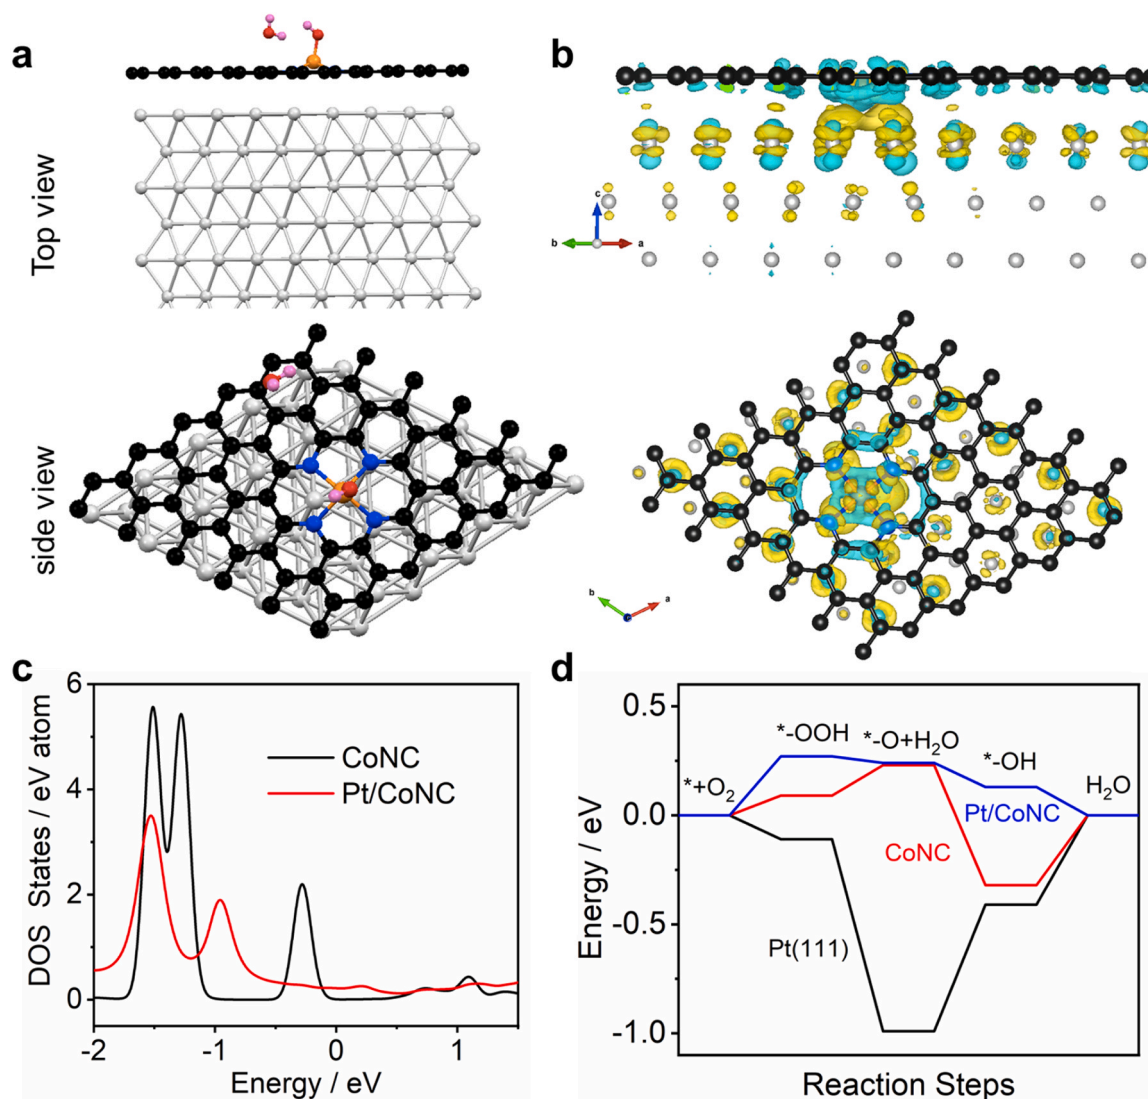 a
Top view
side view
b
c
b
a
b
a
c
6
4
2
0
DOS States / eV atom
CoNC
Pt/CoNC
-2
-1
0
1
Energy / eV
d
0.5
0.0
-0.5
-1.0
Energy / eV
*+O₂
*-OOH
*-O+H₂O
*-OH
H₂O
Pt/CoNC
CoNC
Pt(111)
Reaction Steps